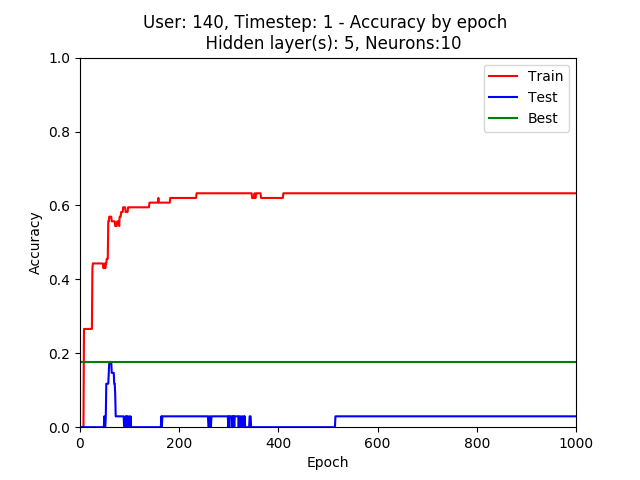 User: 140, Timestep: 1 - Accuracy by epoch
Hidden layer(s): 5, Neurons:10
Train
Test
Best
Accuracy
1.0
0.8
0.6
0.4
0.2
0.0
0 200 400 600 800 1000
Epoch